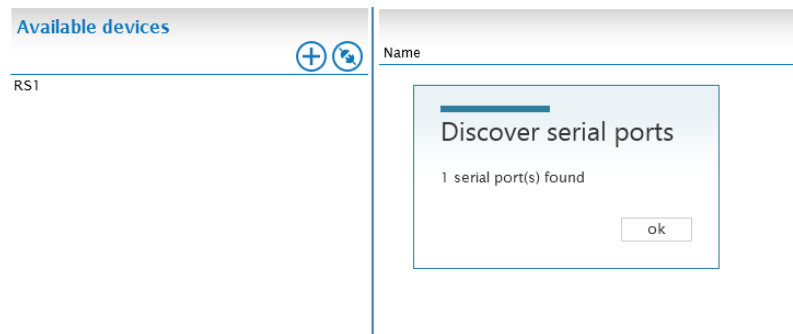 Available devices
Name
RS1
Discover serial ports
1 serial port(s) found
ok